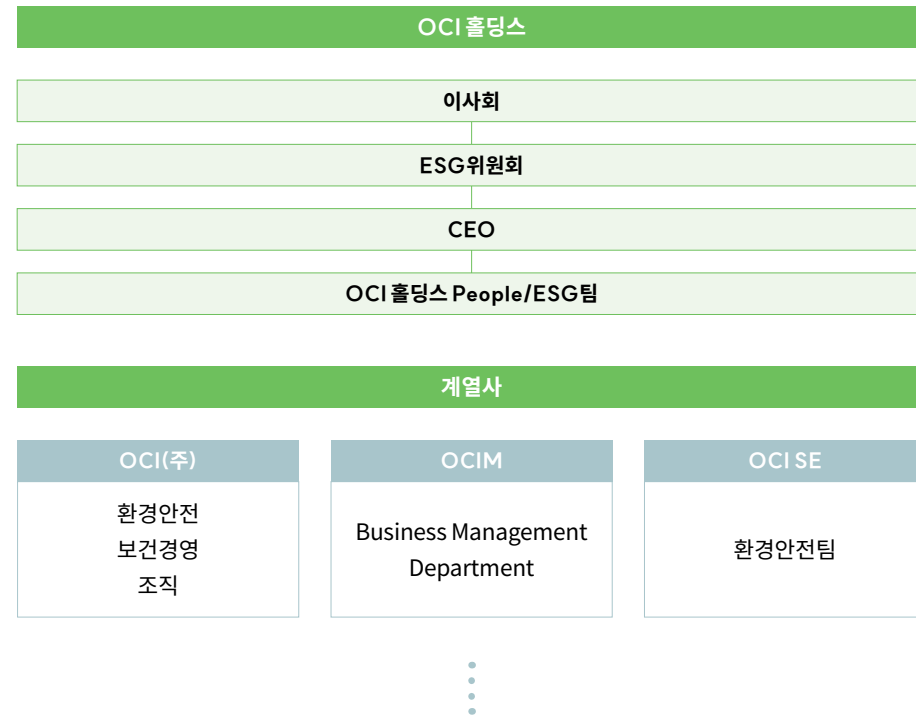 OCI 홀딩스
이사회
ESG위원회
CEO
OCI 홀딩스 People/ESG팀
계열사
OCI(주)
환경안전
보건경영
조직
OCIM
Business Management
Department
OCI SE
환경안전팀